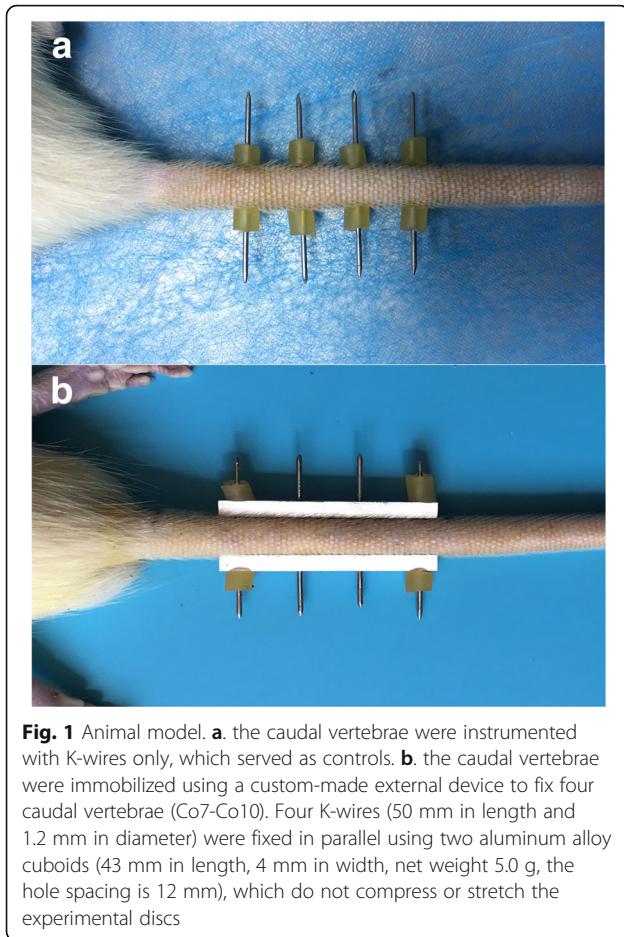 a
b
Fig. 1 Animal model. a. the caudal vertebrae were instrumented
with K-wires only, which served as controls. b. the caudal vertebrae
were immobilized using a custom-made external device to fix four
caudal vertebrae (Co7-Co10). Four K-wires (50 mm in length and
1.2 mm in diameter) were fixed in parallel using two aluminum alloy
cuboids (43 mm in length, 4 mm in width, net weight 5.0 g, the
hole spacing is 12 mm), which do not compress or stretch the
experimental discs